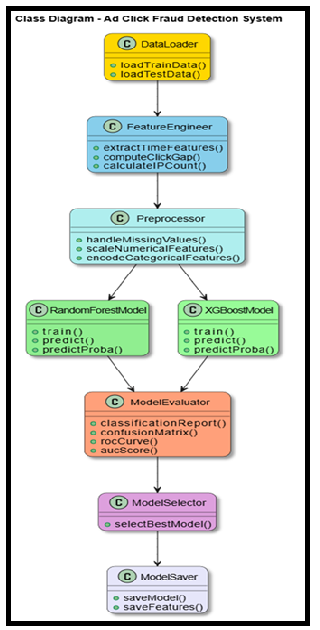 Class Diagram - Ad Click Fraud Detection System
C DataLoader
loadTrainData()
loadTestData()
C FeatureEngineer
extractTimeFeatures()
computeClickGap()
calculateIPCount()
C Preprocessor
handleMissingValues()
scaleNumericalFeatures()
encodeCategoricalFeatures()
C RandomForestModel
train()
predict()
predictProba()
C XGBoostModel
train()
predict()
predictProba()
C ModelEvaluator
classificationReport()
confusionMatrix()
rocCurve()
aucScore()
C ModelSelector
selectBestModel()
C ModelSaver
saveModel()
saveFeatures()